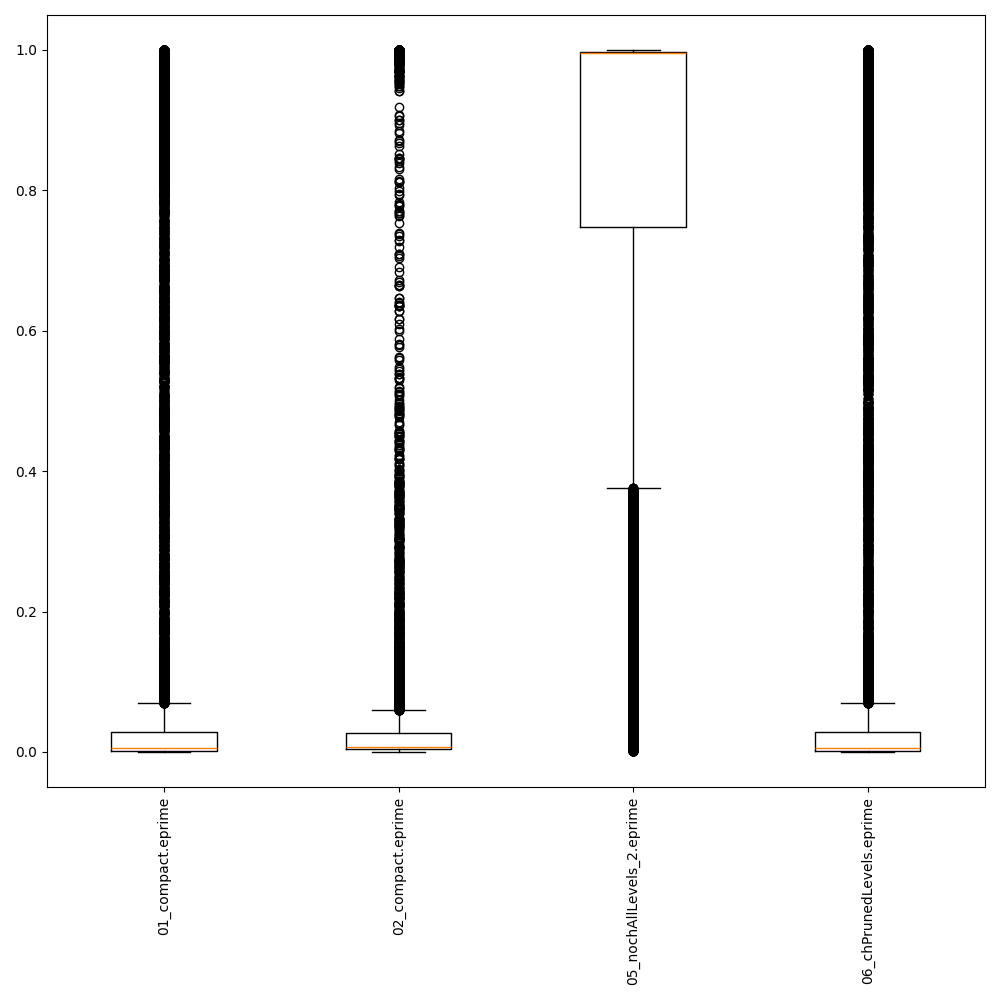 1.0
0.8
0.6
0.4
0.2
0.0
01_compact.eprime
02_compact.eprime
05_nochAllLevels_2.eprime
06_chPrunedLevels.eprime